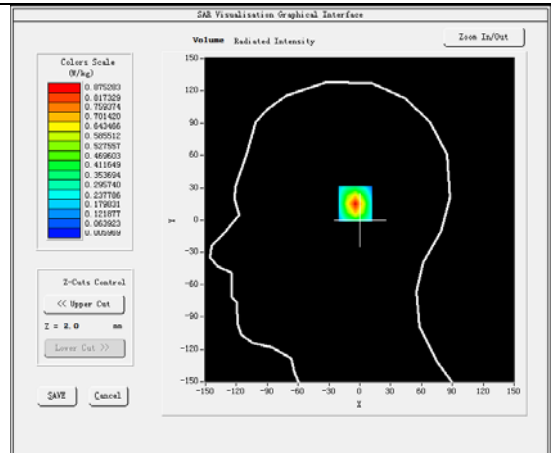 SAR Visualisation Graphical Interface
Volume Radiated Intensity
Zoom In/Out
Colors Scale
(W/kg)
0.875283
0.817329
0.759374
0.701420
0.643466
0.585512
0.527557
0.469603
0.411649
0.353694
0.295740
0.237786
0.179831
0.121877
0.063923
0.005969
150
120
90
60
30
0
-30
-60
-90
-120
-150
Y
-150 -120 -90 -60 -30 0 30 60 90 120 150
X
Z-Cuts Control
<< Upper Cut
Z = 2.0 mm
Lower Cut >>
SAVE Cancel